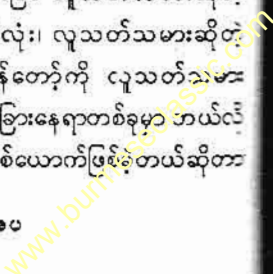 လုံး၊ လူသတ်သမားဆိုတဲ့
န်တော့်ကို လူသတ်သမား
ခြားနေရာတစ်ခုမှာ ဘယ်လိ
စ်ယောက်ဖြစ်ခဲ့တယ်ဆိုတာ
www.burmeseclassic.com